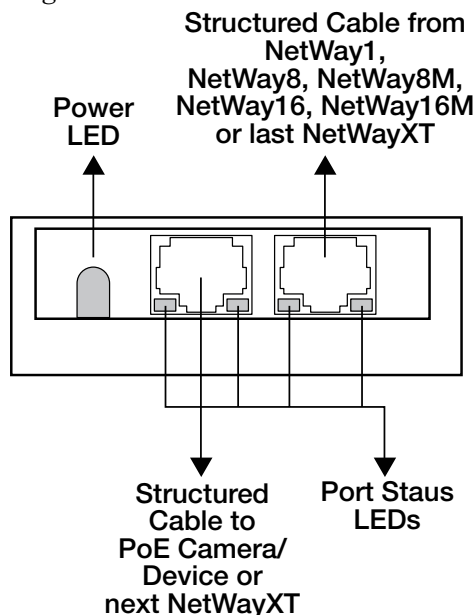 Structured Cable from
NetWay1,
NetWay8, NetWay8M,
NetWay16, NetWay16M
or last NetWayXT
Power
LED
Structured
Cable to
PoE Camera/
Device or
next NetWayXT
Port Staus
LEDs